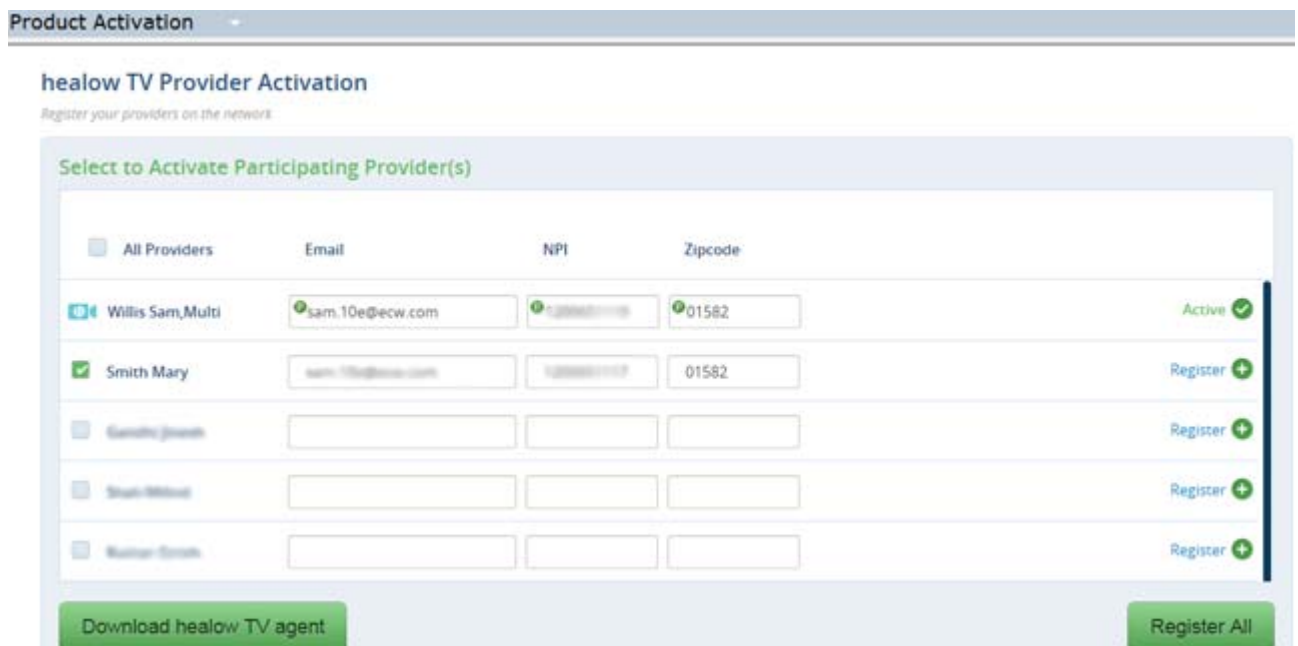 Product Activation
healow TV Provider Activation
Register your providers on the network
Select to Activate Participating Provider(s)
All Providers Email NPI Zipcode
Willis Sam,Multi sam.10e@ecw.com 01582 Active
Smith Mary 01582 Register
Register
Register
Register
Download healow TV agent Register All